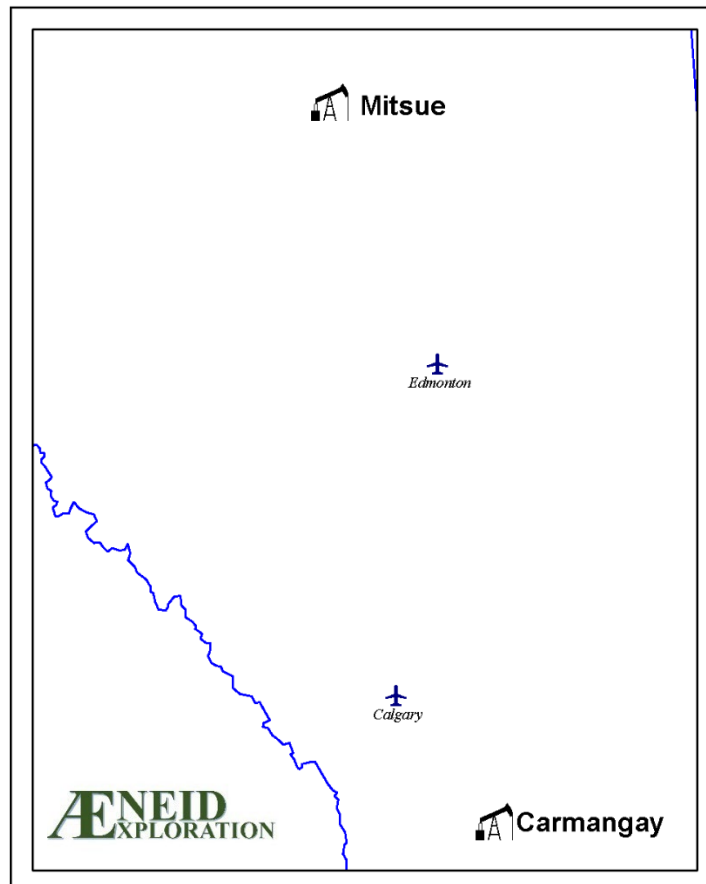 Mitsue
Edmonton
Calgary
ÆNEID
EXPLORATION
Carmangay